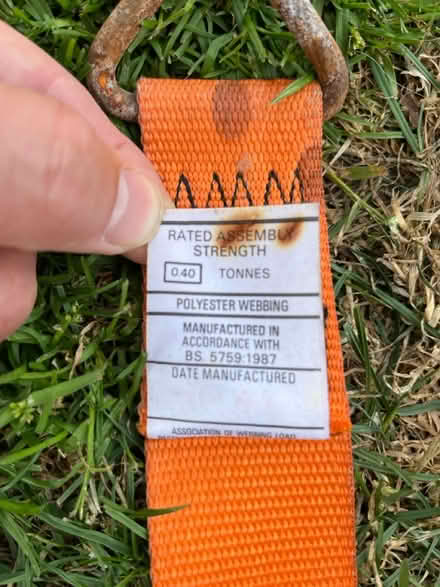 RATED ASSEMBLY
STRENGTH
0.40 TONNES
POLYESTER WEBBING
MANUFACTURED IN
ACCORDANCE WITH
BS. 5759:1987
DATE MANUFACTURED
ASSOCIATION OF WEBBING LOAD